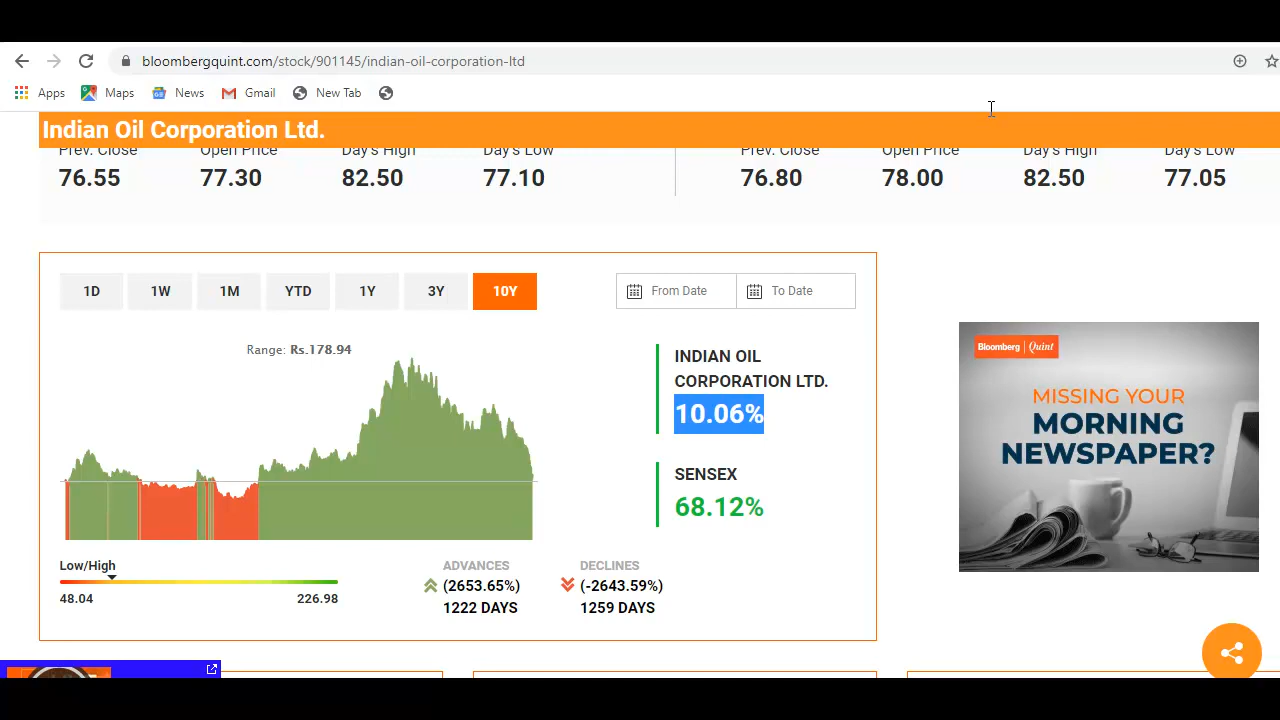 bloombergquint.com/stock/901145/indian-oil-corporation-ltd
Apps Maps News Gmail New Tab
Indian Oil Corporation Ltd.
Prev. Close Open Price Day's High Day's Low Prev. Close Open Price Day's High Day's Low
76.55 77.30 82.50 77.10 76.80 78.00 82.50 77.05
1D 1W 1M YTD 1Y 3Y 10Y From Date To Date
Range: Rs.178.94
INDIAN OIL
CORPORATION LTD.
10.06%
SENSEX
68.12%
Low/High
48.04 226.98
ADVANCES
(2653.65%)
1222 DAYS
DECLINES
(-2643.59%)
1259 DAYS
Bloomberg | Quint
MISSING YOUR
MORNING
NEWSPAPER?